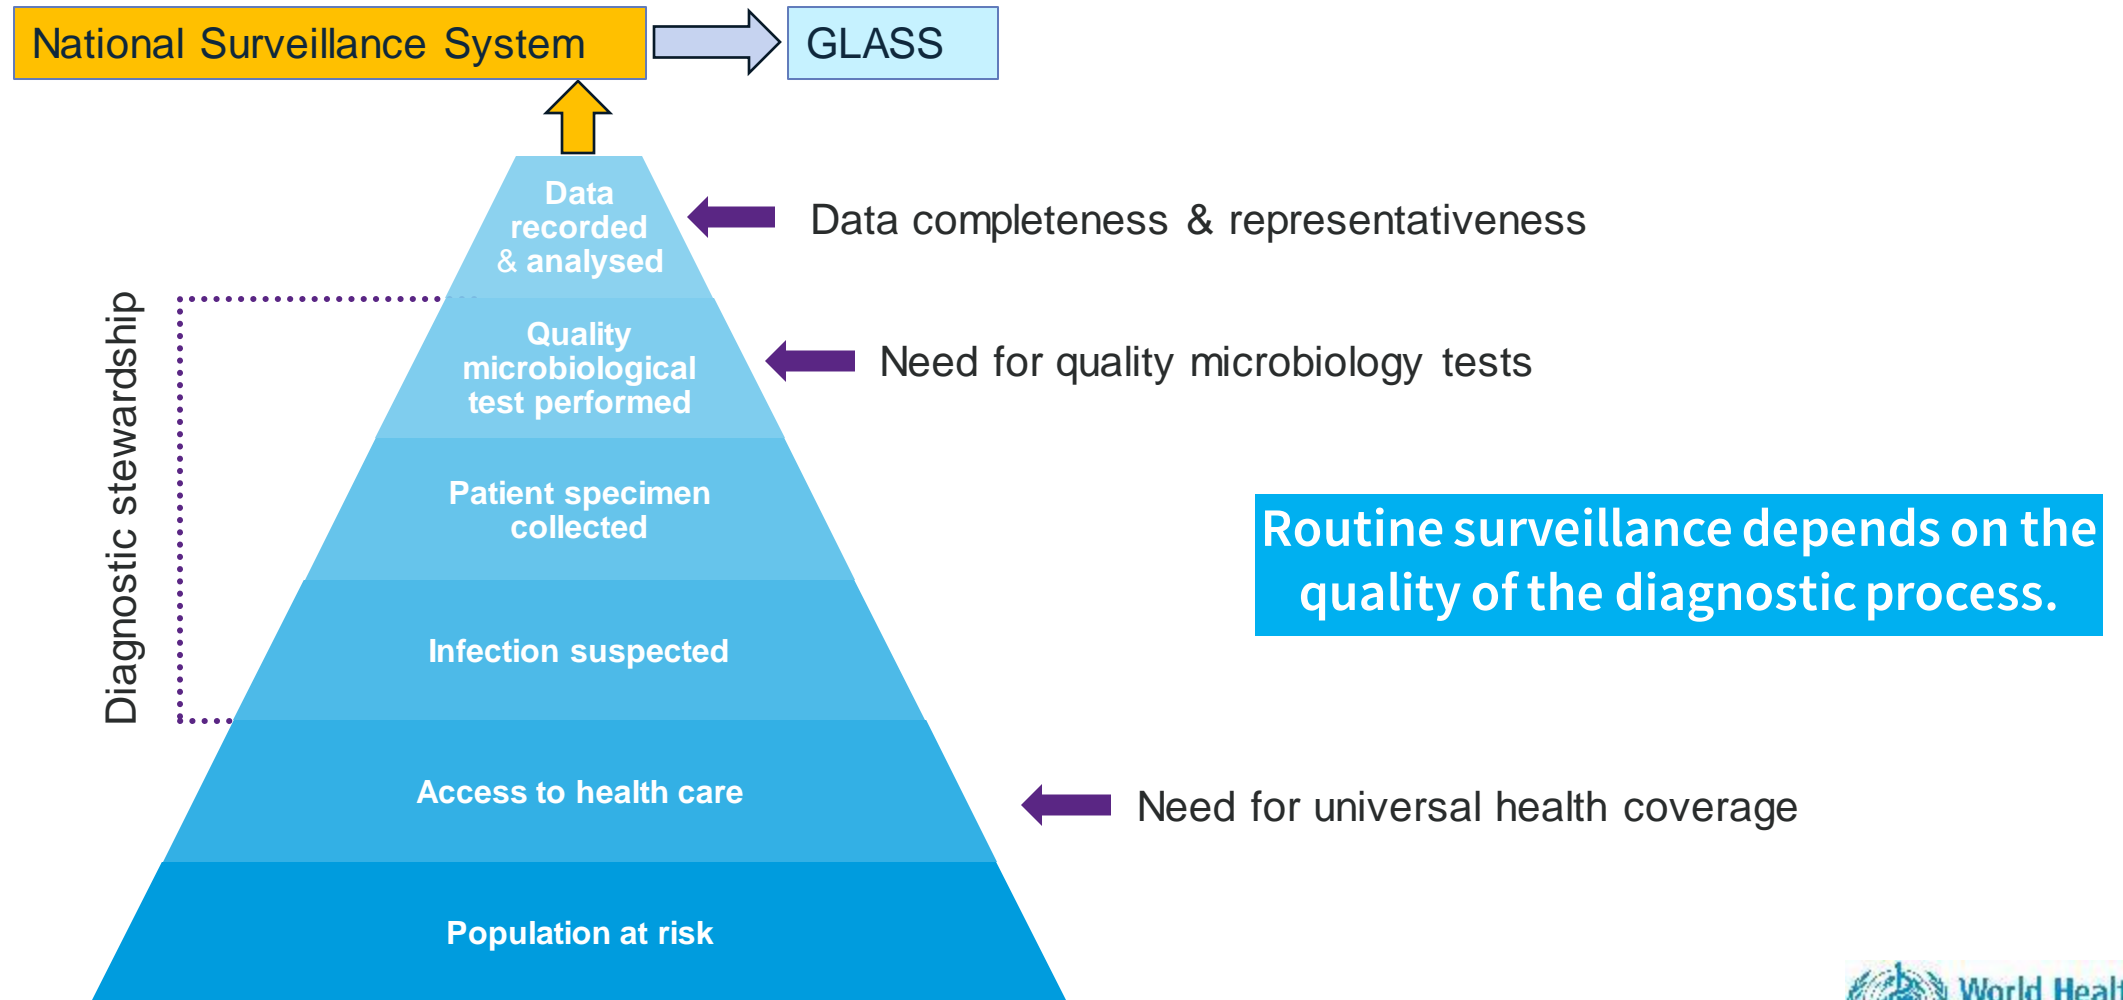 National Surveillance System
GLASS
Data
recorded
& analysed
Data completeness & representativeness
Diagnostic stewardship
Quality
microbiological
test performed
Need for quality microbiology tests
Patient specimen
collected
Routine surveillance depends on the
quality of the diagnostic process.
Infection suspected
Access to health care
Need for universal health coverage
Population at risk
World Healt